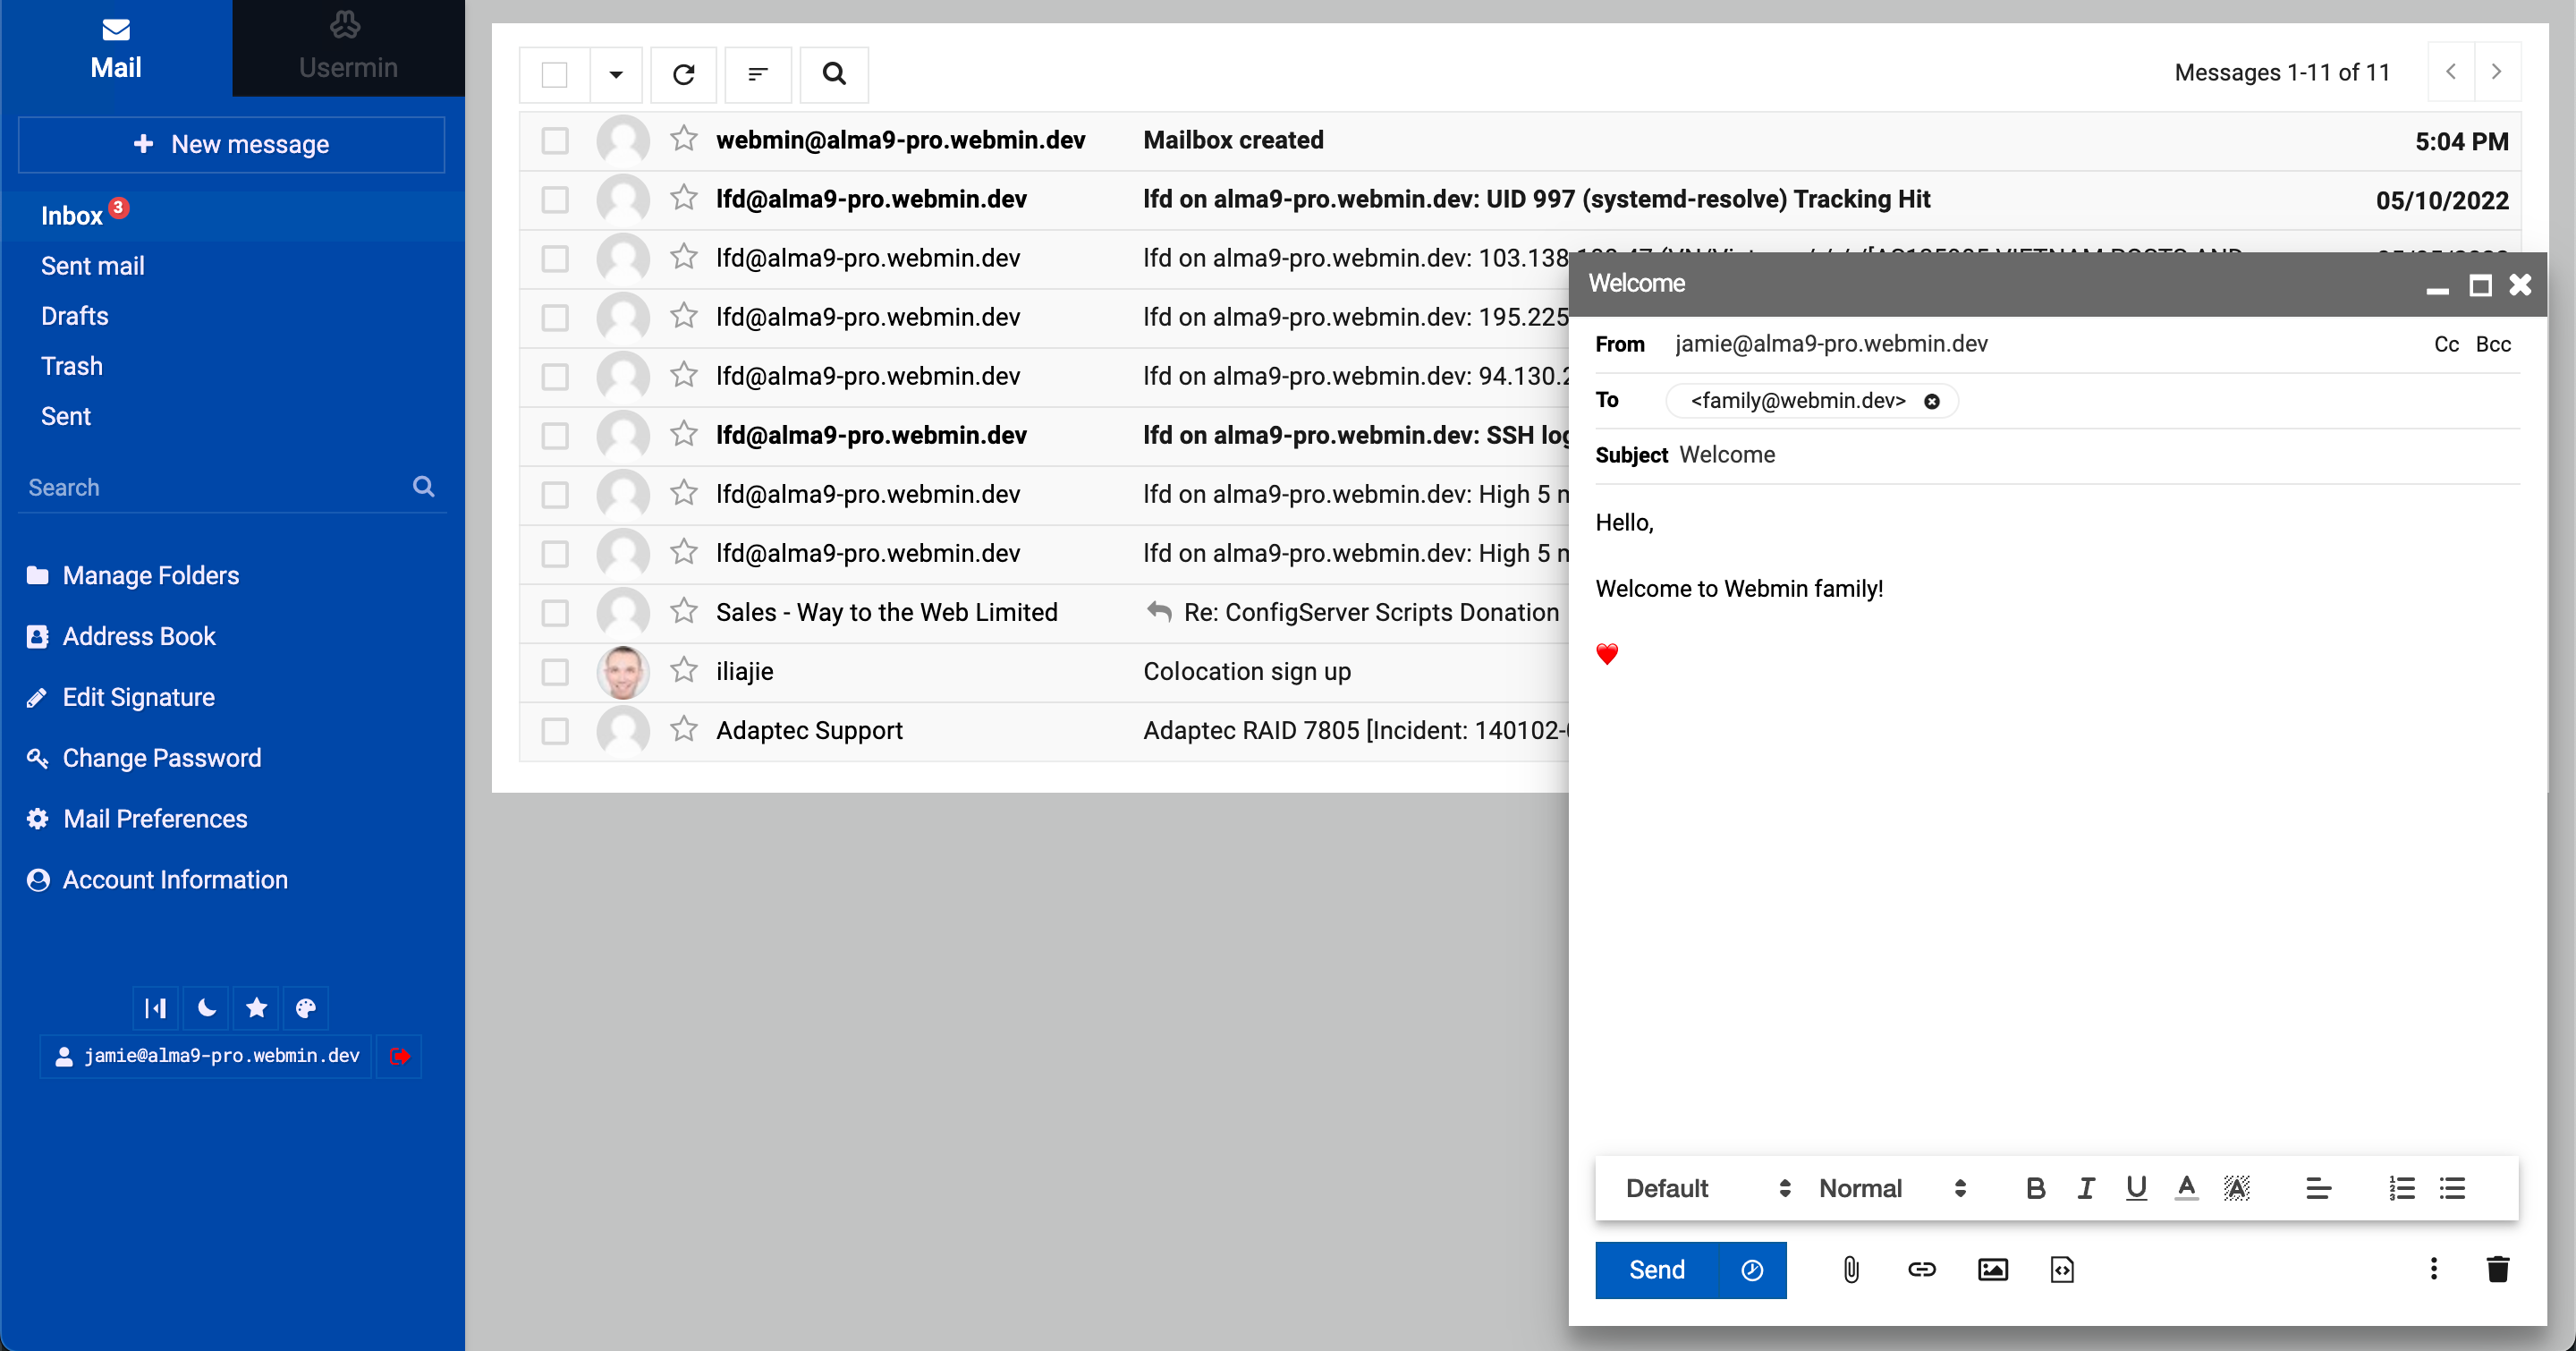 Mail
Usermin
New message
Inbox 3
Sent mail
Drafts
Trash
Sent
Search
Manage Folders
Address Book
Edit Signature
Change Password
Mail Preferences
Account Information
jamie@alma9-pro.webmin.dev
Messages 1-11 of 11
webmin@alma9-pro.webmin.dev Mailbox created 5:04 PM
lfd@alma9-pro.webmin.dev lfd on alma9-pro.webmin.dev: UID 997 (systemd-resolve) Tracking Hit 05/10/2022
lfd@alma9-pro.webmin.dev lfd on alma9-pro.webmin.dev: 103.138
lfd@alma9-pro.webmin.dev lfd on alma9-pro.webmin.dev: 195.225
lfd@alma9-pro.webmin.dev lfd on alma9-pro.webmin.dev: 94.130.
lfd@alma9-pro.webmin.dev lfd on alma9-pro.webmin.dev: SSH
lfd@alma9-pro.webmin.dev lfd on alma9-pro.webmin.dev: High 5
lfd@alma9-pro.webmin.dev lfd on alma9-pro.webmin.dev: High 5
Sales - Way to the Web Limited Re: ConfigServer Scripts Donation
iliajie Colocation sign up
Adaptec Support Adaptec RAID 7805 [Incident: 140102-
Welcome
From jamie@alma9-pro.webmin.dev Cc Bcc
To <family@webmin.dev>
Subject Welcome
Hello,
Welcome to Webmin family!
Default Normal B I U A A
Send